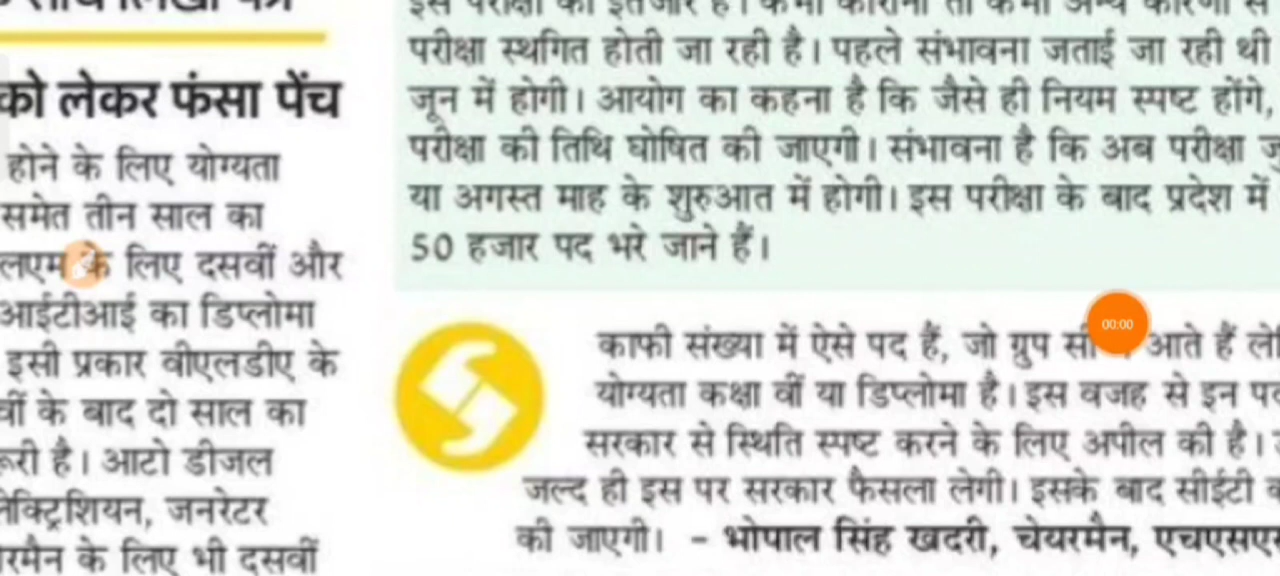 को लेकर फंसा पेंच
होने के लिए योग्यता
समेत तीन साल का
के लिए दसवीं और
आईटीआई का डिप्लोमा
इसी प्रकार वीएलडीए के
के बाद दो साल का
है। आटो डीजल
जनरेटर
के लिए भी दसवीं
परीक्षा स्थगित होती जा रही है। पहले संभावना जताई जा रही थी
जून में होगी। आयोग का कहना है कि जैसे ही नियम स्पष्ट होंगे,
परीक्षा की तिथि घोषित की जाएगी। संभावना है कि अब परीक्षा
या अगस्त माह के शुरुआत में होगी। इस परीक्षा के बाद प्रदेश में
50 हजार पद भरे जाने हैं।
00:00
काफी संख्या में ऐसे पद हैं, जो ग्रुप सी आते हैं
योग्यता कक्षा वीं या डिप्लोमा है। इस वजह से इन
सरकार से स्थिति स्पष्ट करने के लिए अपील की है।
जल्द ही इस पर सरकार फैसला लेगी। इसके बाद सीईटी
की जाएगी। - भोपाल सिंह खदरी, चेयरमैन,